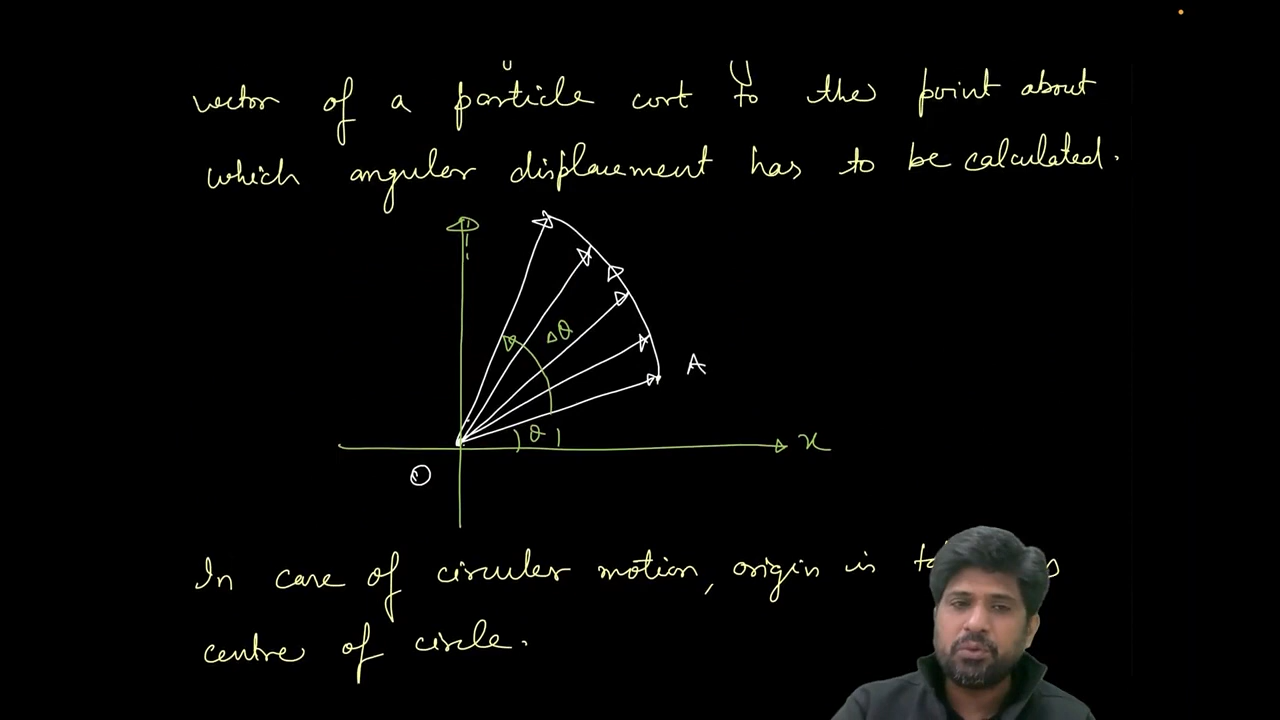 vector of a particle wrt to the point about
which angular displacement has to be calculated.
Δθ
A
θ
x
O
In case of circular motion, origin is
centre of circle.